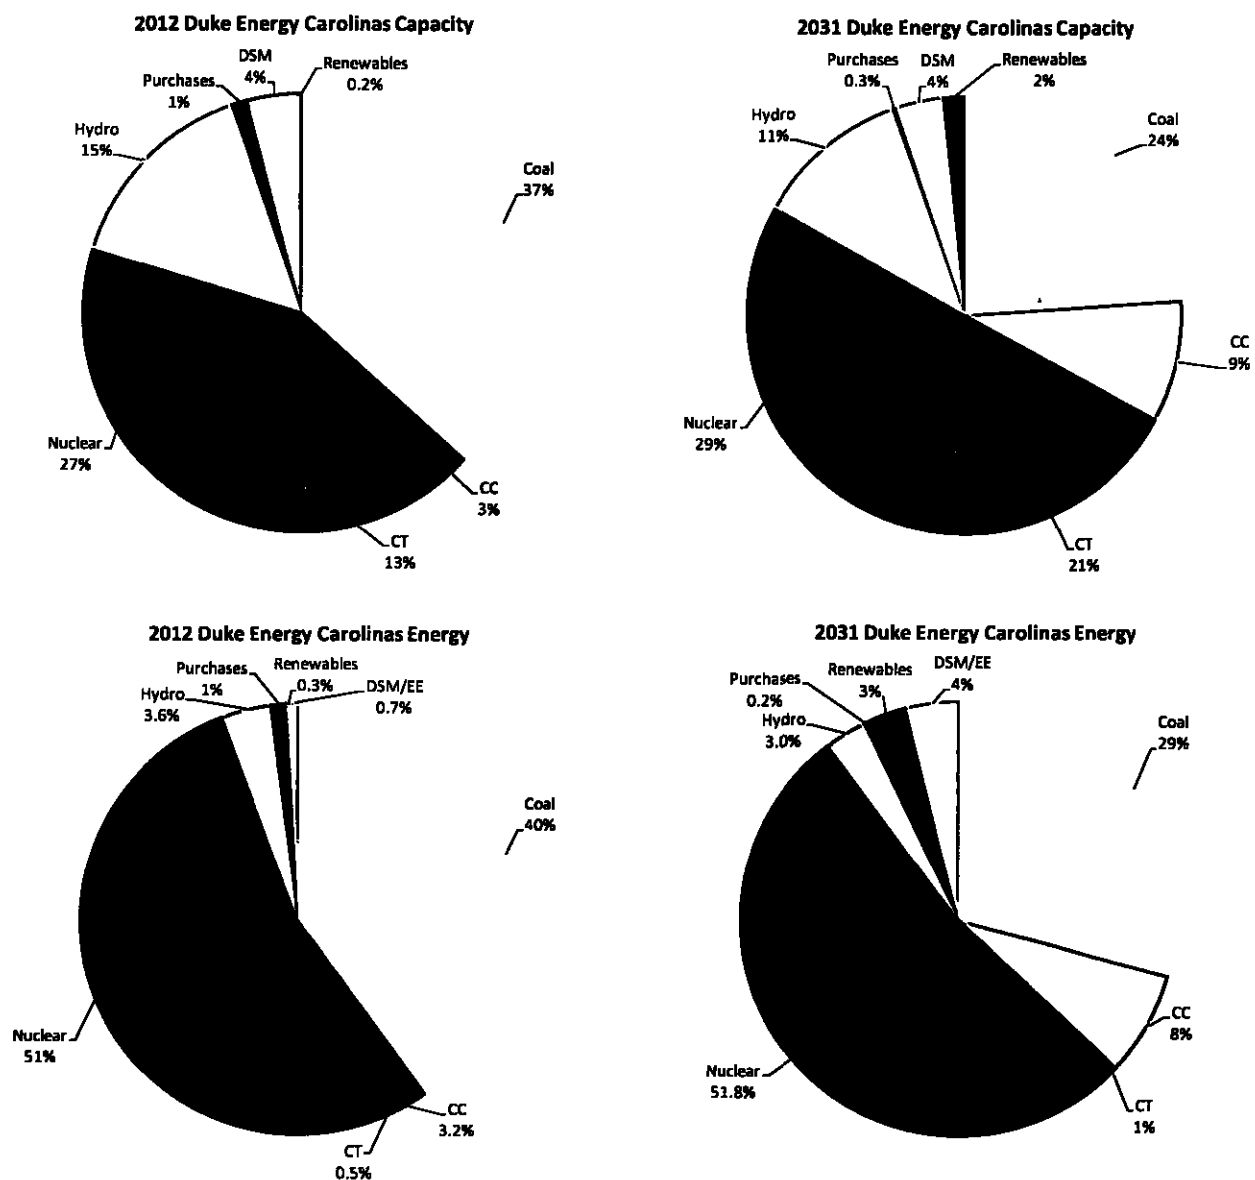 2012 Duke Energy Carolinas Capacity
Renewables
0.2%
DSM
4%
Purchases
1%
Hydro
15%
Coal
37%
Nuclear
27%
CC
3%
CT
13%
2031 Duke Energy Carolinas Capacity
Purchases
0.3%
DSM
4%
Renewables
2%
Hydro
11%
Coal
24%
CC
9%
Nuclear
29%
CT
21%
2012 Duke Energy Carolinas Energy
Purchases
1%
Renewables
0.3%
DSM/EE
0.7%
Hydro
3.6%
Coal
40%
Nuclear
51%
CC
3.2%
CT
0.5%
2031 Duke Energy Carolinas Energy
Purchases
0.2%
Renewables
3%
DSM/EE
4%
Hydro
3.0%
Coal
29%
CC
8%
Nuclear
51.8%
CT
1%